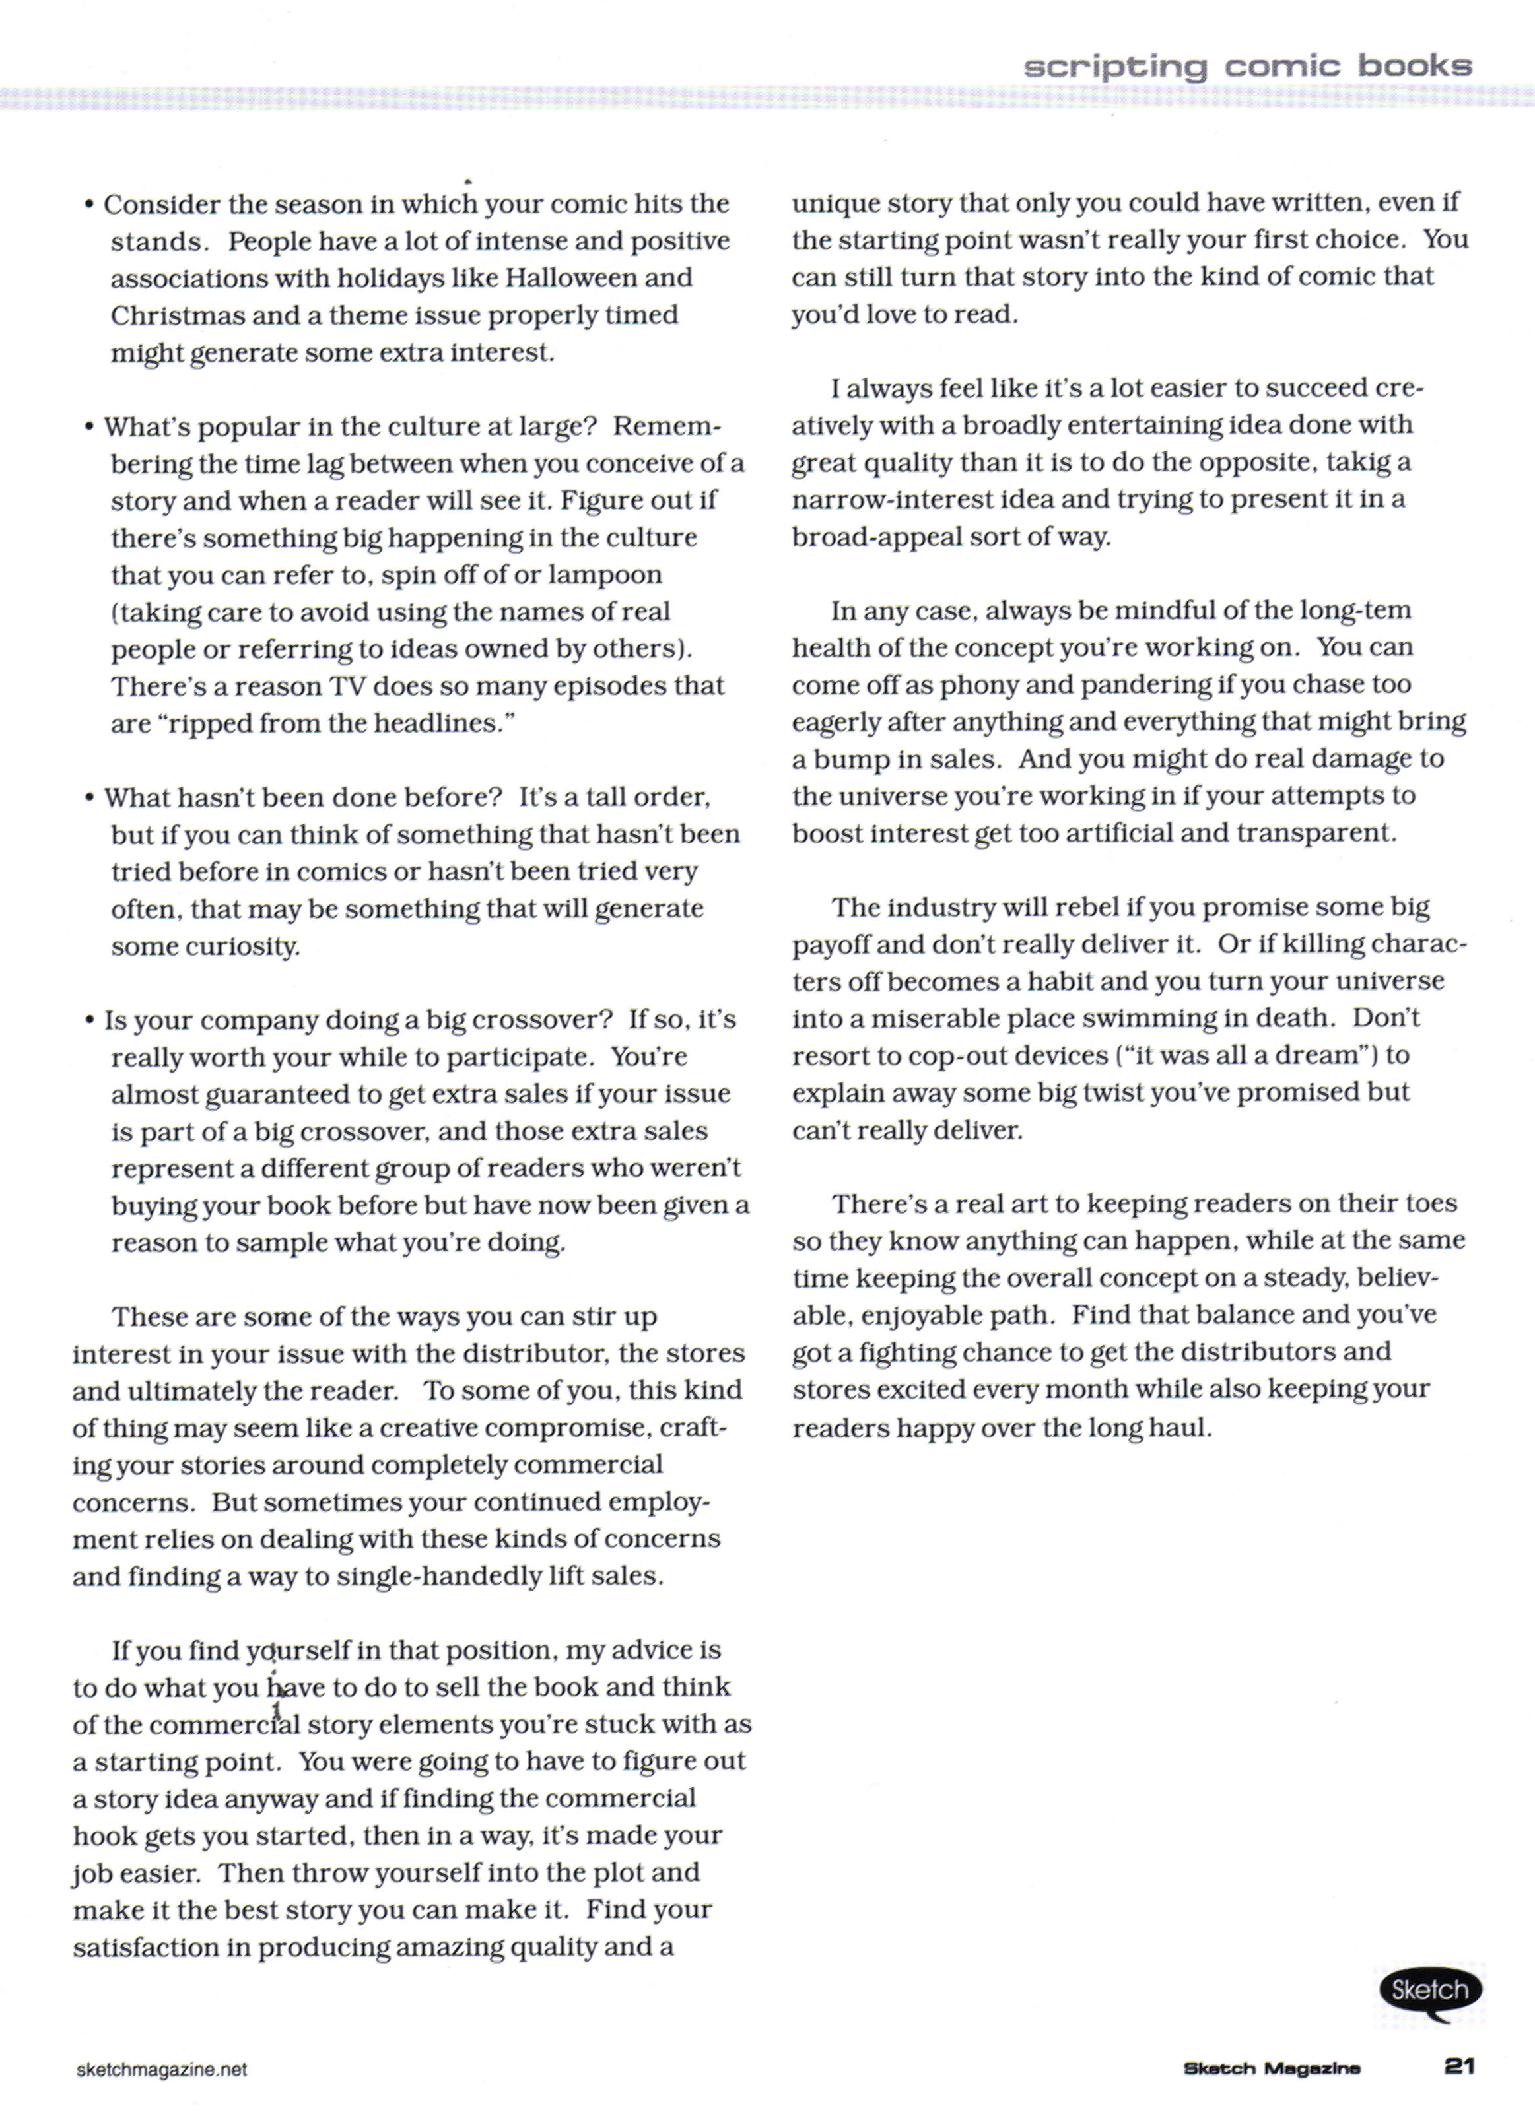 scripting comic books
• Consider the season in which your comic hits the
stands.  People have a lot of intense and positive
associations with holidays like Halloween and
Christmas and a theme issue properly timed
might generate some extra interest.
• What's popular in the culture at large?  Remem-
bering the time lag between when you conceive of a
story and when a reader will see it. Figure out if
there's something big happening in the culture
that you can refer to, spin off of or lampoon
(taking care to avoid using the names of real
people or referring to ideas owned by others).
There's a reason TV does so many episodes that
are “ripped from the headlines.”
• What hasn't been done before?  It's a tall order,
but if you can think of something that hasn't been
tried before in comics or hasn't been tried very
often, that may be something that will generate
some curiosity.
• Is your company doing a big crossover?  If so, it's
really worth your while to participate.  You're
almost guaranteed to get extra sales if your issue
is part of a big crossover, and those extra sales
represent a different group of readers who weren't
buying your book before but have now been given a
reason to sample what you're doing.
These are some of the ways you can stir up
interest in your issue with the distributor, the stores
and ultimately the reader.   To some of you, this kind
of thing may seem like a creative compromise, craft-
ing your stories around completely commercial
concerns.  But sometimes your continued employ-
ment relies on dealing with these kinds of concerns
and finding a way to single-handedly lift sales.
If you find yourself in that position, my advice is
to do what you have to do to sell the book and think
of the commercial story elements you're stuck with as
a starting point.  You were going to have to figure out
a story idea anyway and if finding the commercial
hook gets you started, then in a way, it's made your
job easier.  Then throw yourself into the plot and
make it the best story you can make it.  Find your
satisfaction in producing amazing quality and a
unique story that only you could have written, even if
the starting point wasn't really your first choice.  You
can still turn that story into the kind of comic that
you'd love to read.
I always feel like it's a lot easier to succeed cre-
atively with a broadly entertaining idea done with
great quality than it is to do the opposite, takig a
narrow-interest idea and trying to present it in a
broad-appeal sort of way.
In any case, always be mindful of the long-tem
health of the concept you're working on.  You can
come off as phony and pandering if you chase too
eagerly after anything and everything that might bring
a bump in sales.  And you might do real damage to
the universe you're working in if your attempts to
boost interest get too artificial and transparent.
The industry will rebel if you promise some big
payoff and don't really deliver it.  Or if killing charac-
ters off becomes a habit and you turn your universe
into a miserable place swimming in death.  Don't
resort to cop-out devices (“it was all a dream”) to
explain away some big twist you've promised but
can't really deliver.
There's a real art to keeping readers on their toes
so they know anything can happen, while at the same
time keeping the overall concept on a steady, believ-
able, enjoyable path.  Find that balance and you've
got a fighting chance to get the distributors and
stores excited every month while also keeping your
readers happy over the long haul.
Sketch
sketchmagazine.net
Sketch Magazine
21